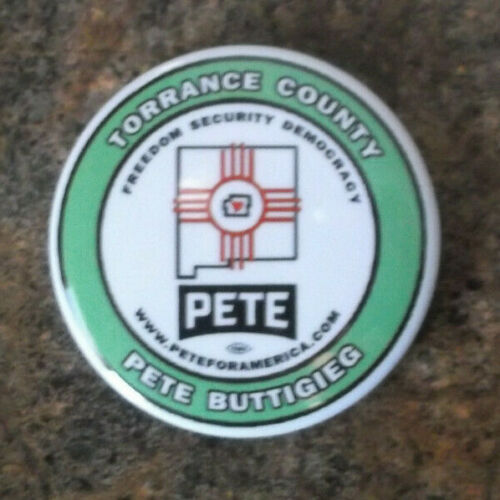 TORRANCE COUNTY
FREEDOM SECURITY DEMOCRACY
PETE
WWW.PETEFORAMERICA.COM
PETE BUTTIGIEG